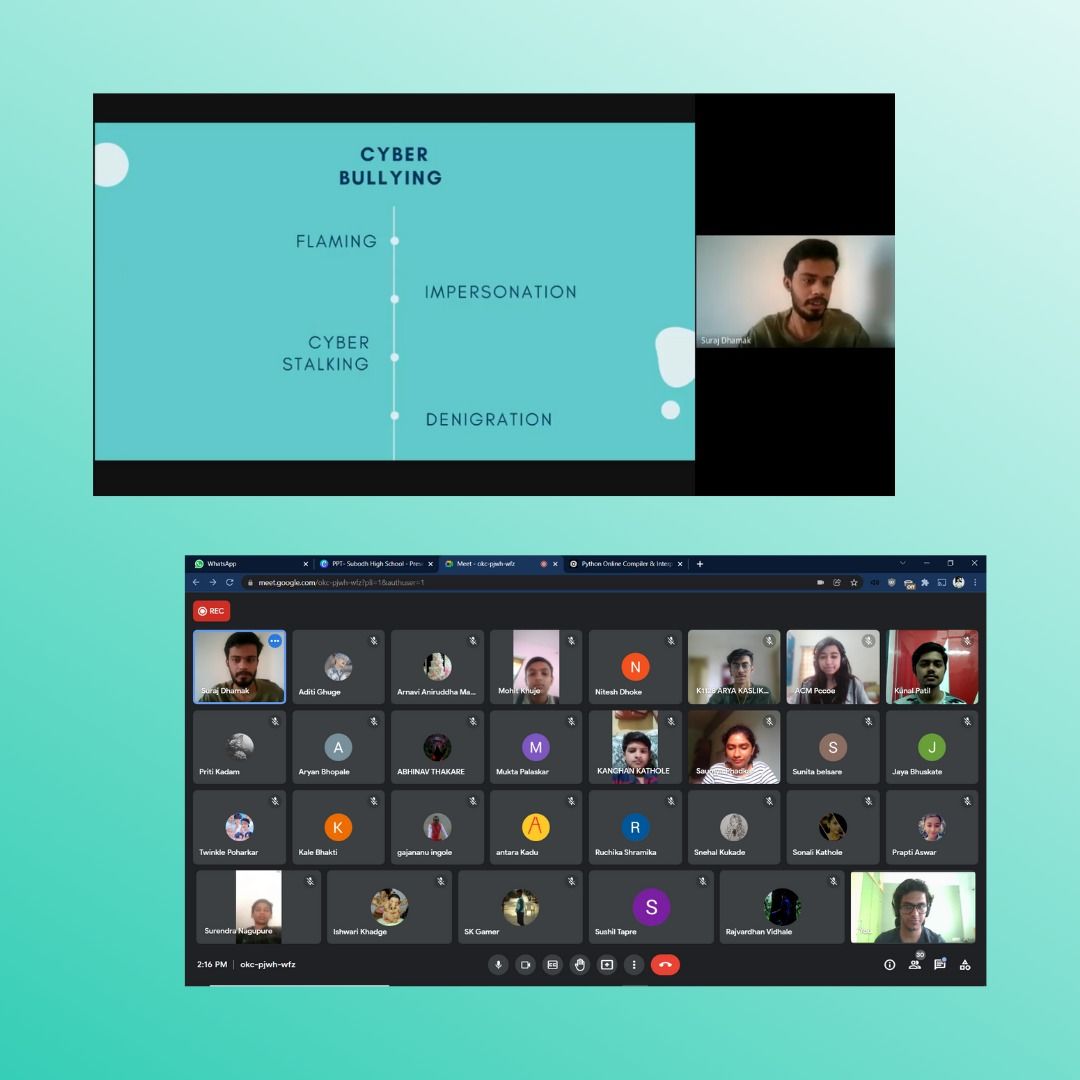 CYBER
BULLYING
FLAMING
IMPERSONATION
CYBER
STALKING
DENIGRATION
Suraj Dhamak
WhatsApp PPT- Subodh High School - Pres Meet - okc-pjwh-wfz Python Online Compiler & Interp
meet.google.com/okc-pjwh-wfz?pli=1&authuser=1
REC
Suraj Dhamak Aditi Ghuge Arnavi Aniruddha Ma... Mohit Khuje N Nitesh Dhoke ARYA KASLIK... ACM Pccoe Kunal Patil
Priti Kadam A Aryan Bhopale ABHINAV THAKARE M Mukta Palaskar KANCHAN KATHOLE S Sunita belsare J Jaya Bhuskate
Twinkle Poharkar K Kale Bhakti gajananu ingole A antara Kadu R Ruchika Shramika Snehal Kukade Sonali Kathole Prapti Aswar
Surendra Nagupure Ishwari Khadge SK Gamer S Sushil Tapre Rajvardhan Vidhale You
2:16 PM | okc-pjwh-wfz 30